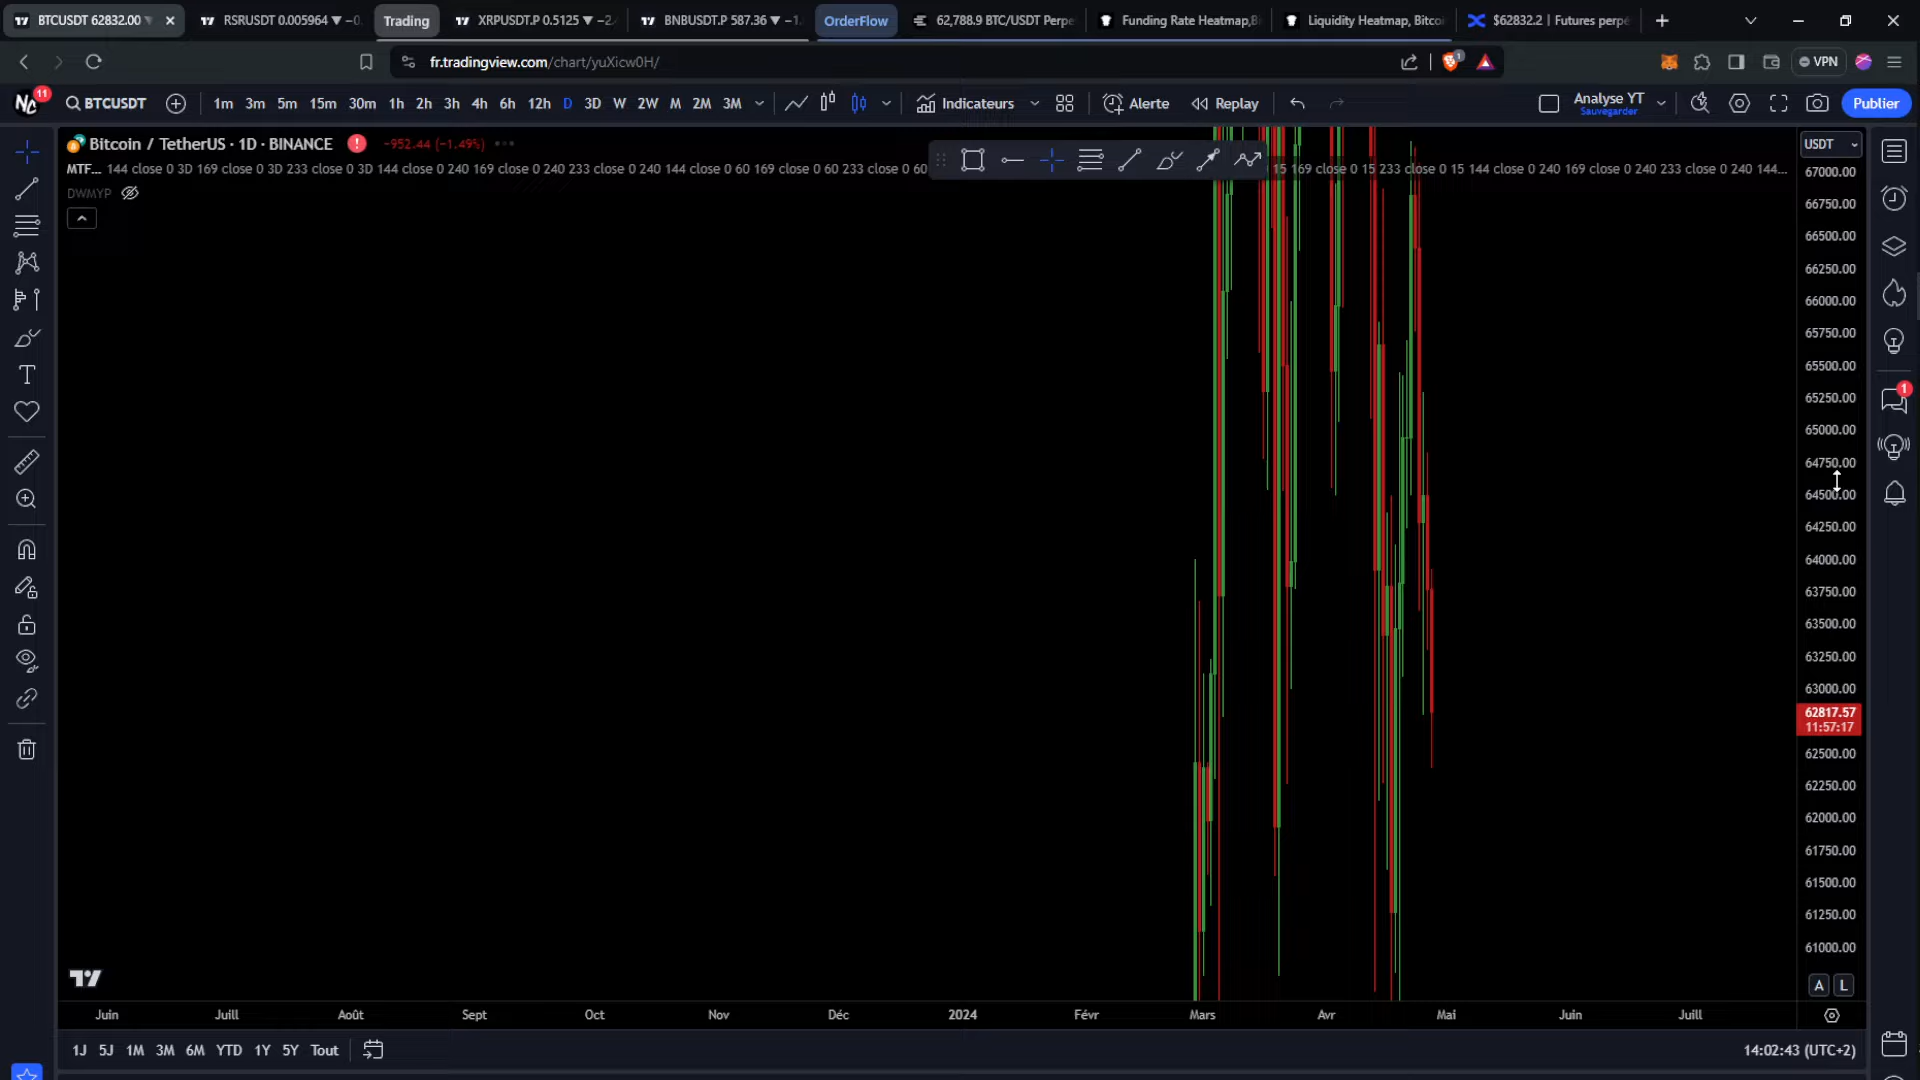 BTCUSDT 62832.00 ▼
RSRUSDT 0.005964 ▼ −0.
Trading
XRPUSDT.P 0.5125 ▼ −2.
BNBUSDT.P 587.36 ▼ −1.
OrderFlow
62,788.9 BTC/USDT Perpe
Funding Rate Heatmap,B
Liquidity Heatmap, Bitcoi
$62832.2 | Futures perpé
fr.tradingview.com/chart/yuXicw0H/
1
VPN
11
BTCUSDT
1m 3m 5m 15m 30m 1h 2h 3h 4h 6h 12h D 3D W 2W M 2M 3M
Indicateurs
Alerte
Replay
Analyse YT
Sauvegarder
Publier
Bitcoin / TetherUS · 1D · BINANCE
−952.44 (−1.49%)
USDT
MTF... 144 close 0 3D 169 close 0 3D 233 close 0 3D 144 close 0 240 169 close 0 240 233 close 0 240 144 close 0 60 169 close 0 60 233 close 0 60
15 169 close 0 15 233 close 0 15 144 close 0 240 169 close 0 240 233 close 0 240 144...
DWMYP
67000.00
66750.00
66500.00
66250.00
66000.00
65750.00
65500.00
65250.00
65000.00
64750.00
64500.00
64250.00
64000.00
63750.00
63500.00
63250.00
63000.00
62817.57
11:57:17
62500.00
62250.00
62000.00
61750.00
61500.00
61250.00
61000.00
1
A L
Juin Juill Août Sept Oct Nov Déc 2024 Févr Mars Avr Mai Juin Juill
1J 5J 1M 3M 6M YTD 1Y 5Y Tout
14:02:43 (UTC+2)